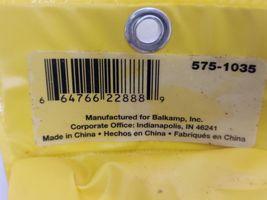 575-1035
6 64766 22888 9
Manufactured for Balkamp, Inc.
Corporate Office: Indianapolis, IN 46241
Made in China • Hechos en China • Fabriqués en China